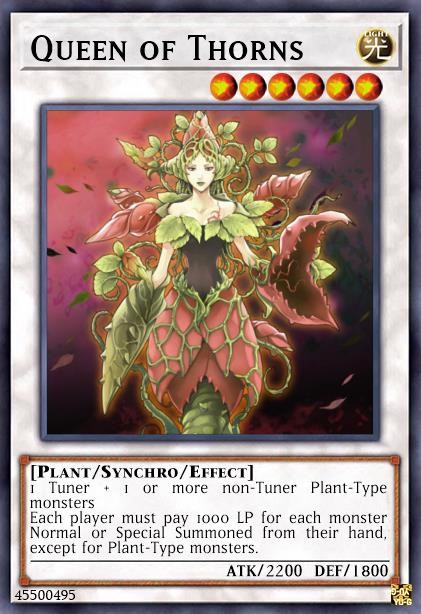 QUEEN OF THORNS
LIGHT
光
[PLANT/SYNCHRO/EFFECT]
1 Tuner + 1 or more non-Tuner Plant-Type
monsters
Each player must pay 1000 LP for each monster
Normal or Special Summoned from their hand,
except for Plant-Type monsters.
ATK/2200 DEF/1800
45500495